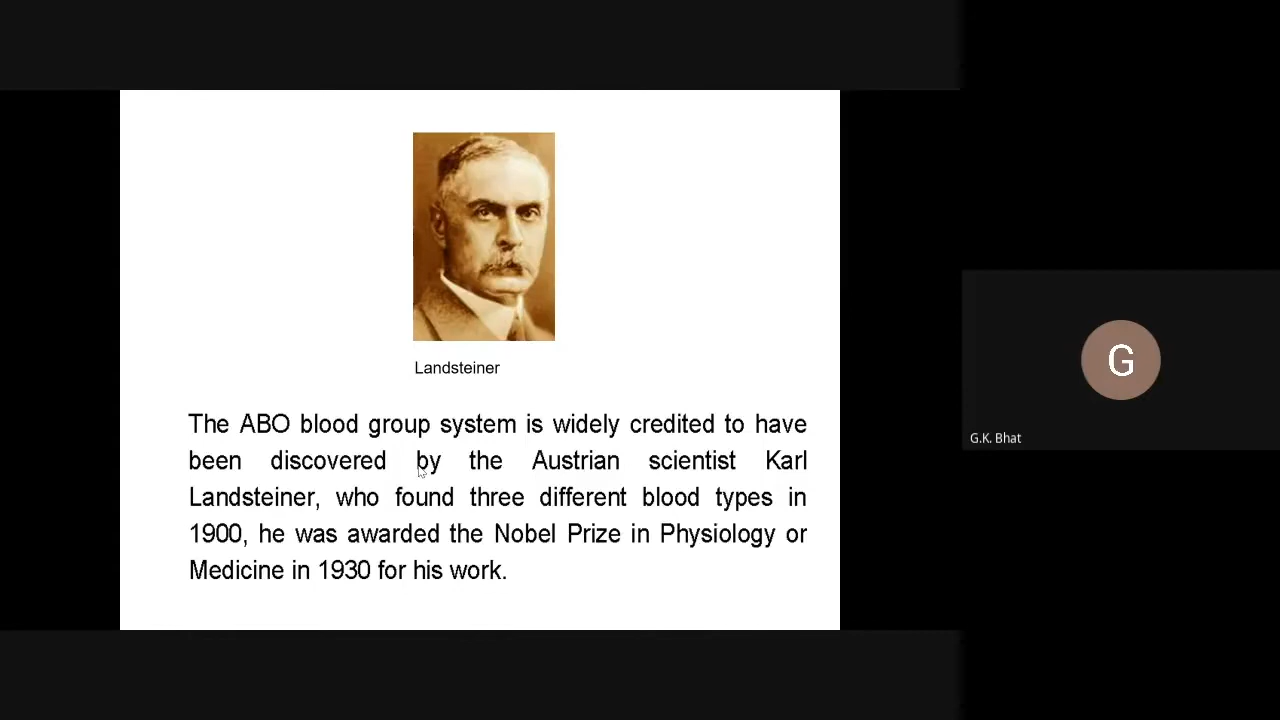 Landsteiner
The ABO blood group system is widely credited to have
been discovered by the Austrian scientist Karl
Landsteiner, who found three different blood types in
1900, he was awarded the Nobel Prize in Physiology or
Medicine in 1930 for his work.
G
G.K. Bhat